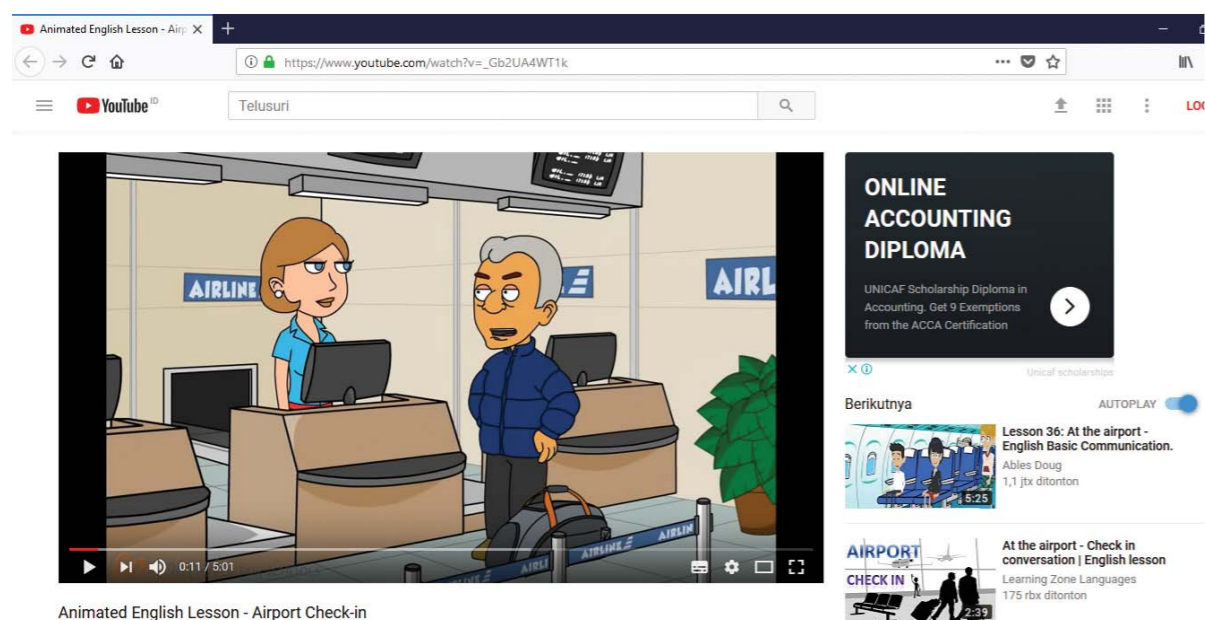 Animated English Lesson - Airp
https://www.youtube.com/watch?v=_Gb2UA4WT1k
YouTube ID
Telusuri
AIRLINE
AIRL
ONLINE
ACCOUNTING
DIPLOMA
UNICAF Scholarship Diploma in
Accounting. Get 9 Exemptions
from the ACCA Certification
Unicaf scholarships
Berikutnya
AUTOPLAY
Lesson 36: At the airport -
English Basic Communication.
Ables Doug
1,1 jtx ditonton
5:25
AIRLINE
AIRLIN
AIRLI
0:11 / 5:01
AIRPORT
CHECK IN
2:39
At the airport - Check in
conversation | English lesson
Learning Zone Languages
175 rbx ditonton
Animated English Lesson - Airport Check-in